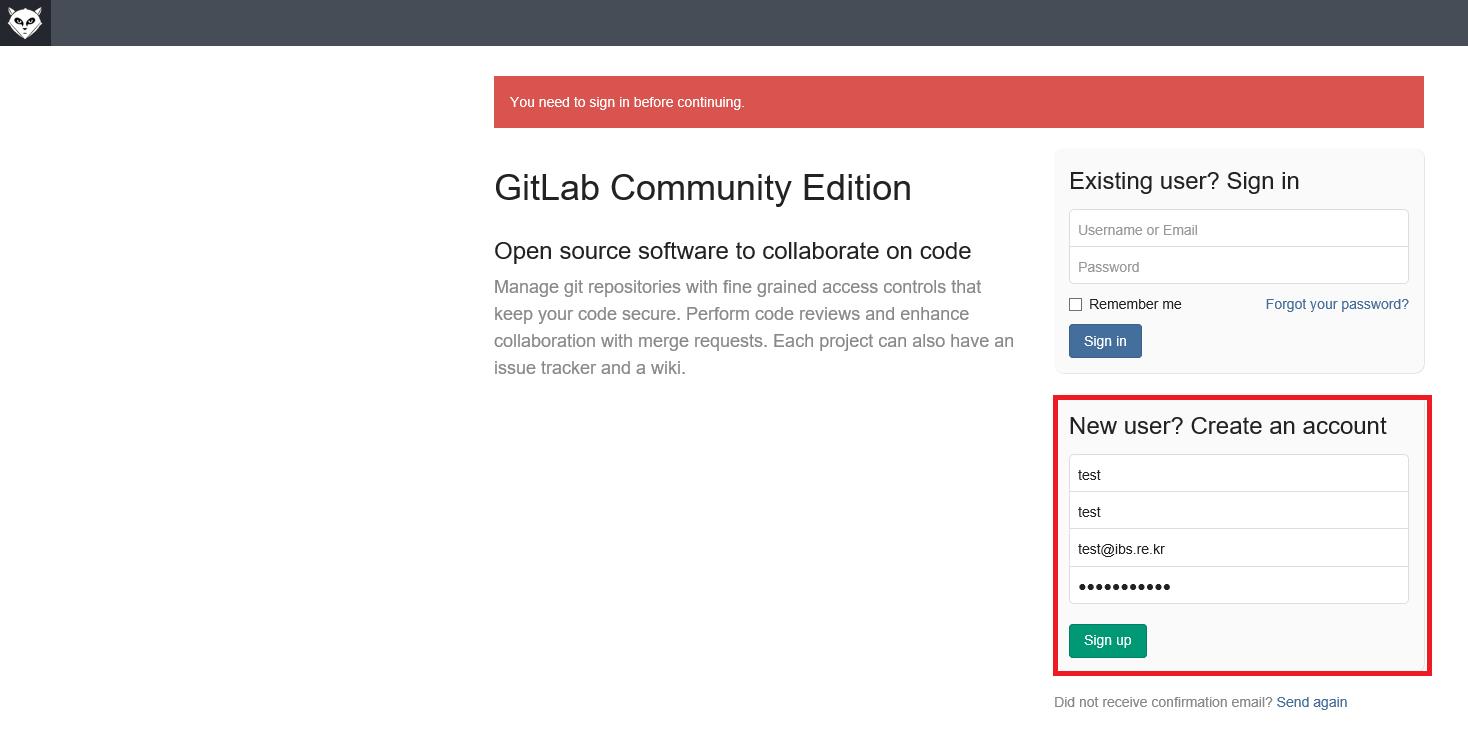 You need to sign in before continuing.
GitLab Community Edition
Open source software to collaborate on code
Manage git repositories with fine grained access controls that
keep your code secure. Perform code reviews and enhance
collaboration with merge requests. Each project can also have an
issue tracker and a wiki.
Existing user? Sign in
Username or Email
Password
Remember me
Forgot your password?
Sign in
New user? Create an account
test
test
test@ibs.re.kr
•••••••••••
Sign up
Did not receive confirmation email? Send again